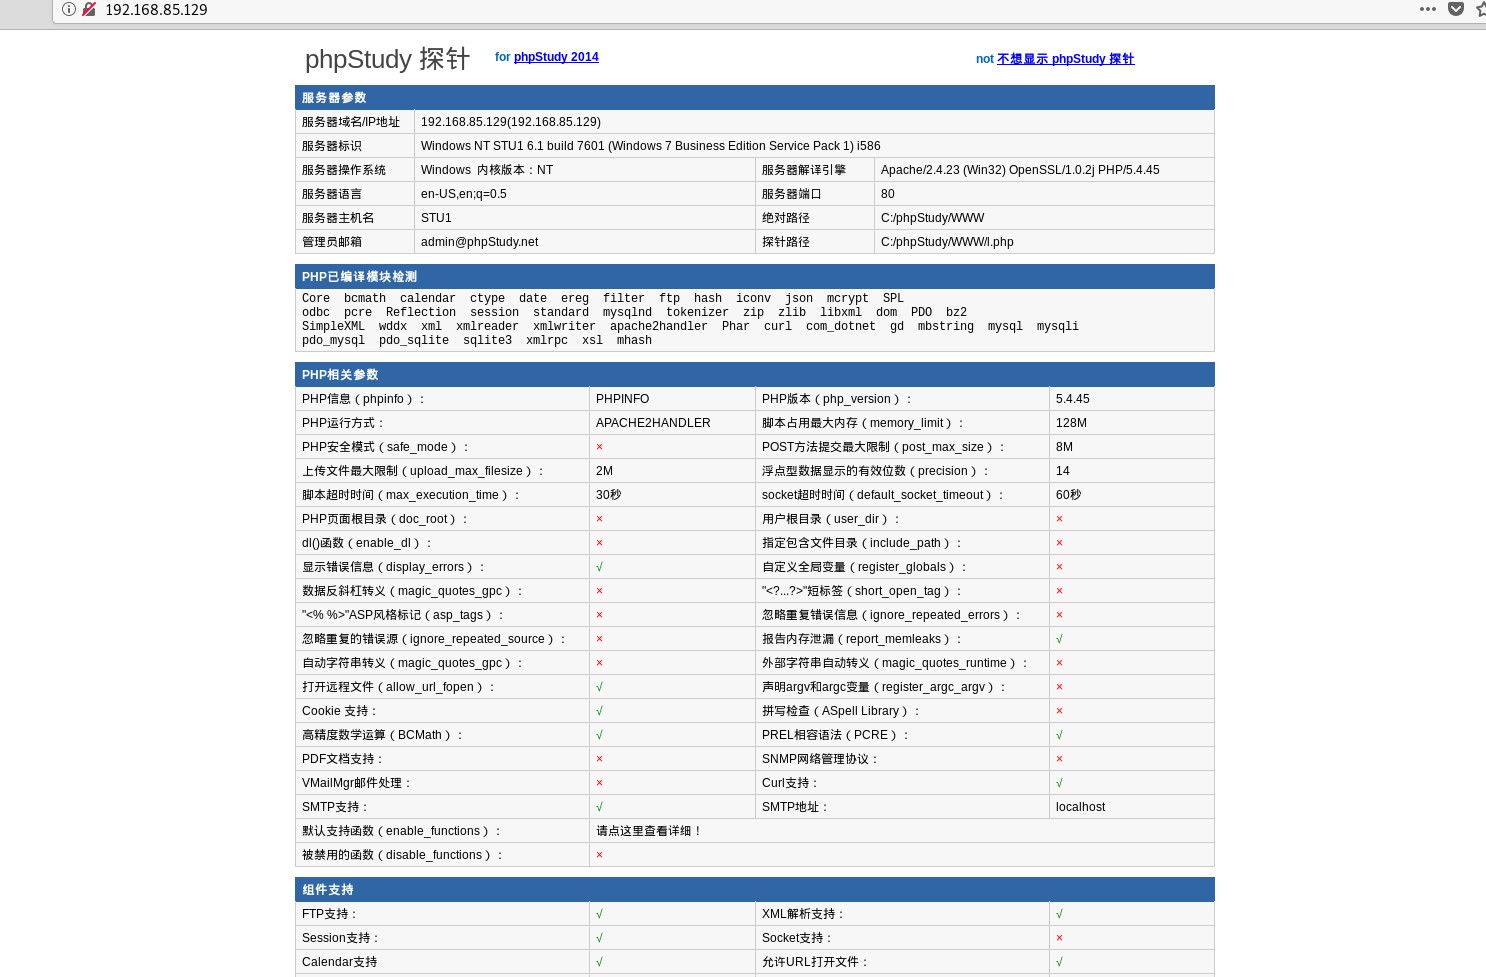 192.168.85.129
phpStudy 探针 for phpStudy 2014 not 不想显示 phpStudy 探针
服务器参数
服务器域名/IP地址 192.168.85.129(192.168.85.129)
服务器标识 Windows NT STU1 6.1 build 7601 (Windows 7 Business Edition Service Pack 1) i586
服务器操作系统 Windows 内核版本：NT 服务器解译引擎 Apache/2.4.23 (Win32) OpenSSL/1.0.2j PHP/5.4.45
服务器语言 en-US,en;q=0.5 服务器端口 80
服务器主机名 STU1 绝对路径 C:/phpStudy/WWW
管理员邮箱 admin@phpStudy.net 探针路径 C:/phpStudy/WWW/l.php
PHP已编译模块检测
Core bcmath calendar ctype date ereg filter ftp hash iconv json mcrypt SPL
odbc pcre Reflection session standard mysqlnd tokenizer zip zlib libxml dom PDO bz2
SimpleXML wddx xml xmlreader xmlwriter apache2handler Phar curl com_dotnet gd mbstring mysql mysqli
pdo_mysql pdo_sqlite sqlite3 xmlrpc xsl mhash
PHP相关参数
PHP信息（phpinfo）： PHPINFO PHP版本（php_version）： 5.4.45
PHP运行方式： APACHE2HANDLER 脚本占用最大内存（memory_limit）： 128M
PHP安全模式（safe_mode）： × POST方法提交最大限制（post_max_size）： 8M
上传文件最大限制（upload_max_filesize）： 2M 浮点型数据显示的有效位数（precision）： 14
脚本超时时间（max_execution_time）： 30秒 socket超时时间（default_socket_timeout）： 60秒
PHP页面根目录（doc_root）： × 用户根目录（user_dir）： ×
dl()函数（enable_dl）： × 指定包含文件目录（include_path）： ×
显示错误信息（display_errors）： √ 自定义全局变量（register_globals）： ×
数据反斜杠转义（magic_quotes_gpc）： × "<?...?>"短标签（short_open_tag）： ×
"<% %>"ASP风格标记（asp_tags）： × 忽略重复错误信息（ignore_repeated_errors）： ×
忽略重复的错误源（ignore_repeated_source）： × 报告内存泄漏（report_memleaks）： √
自动字符串转义（magic_quotes_gpc）： × 外部字符串自动转义（magic_quotes_runtime）： ×
打开远程文件（allow_url_fopen）： √ 声明argv和argc变量（register_argc_argv）： ×
Cookie 支持： √ 拼写检查（ASpell Library）： ×
高精度数学运算（BCMath）： √ PREL相容语法（PCRE）： √
PDF文档支持： × SNMP网络管理协议： ×
VMailMgr邮件处理： × Curl支持： √
SMTP支持： √ SMTP地址： localhost
默认支持函数（enable_functions）： 请点这里查看详细！
被禁用的函数（disable_functions）： ×
组件支持
FTP支持： √ XML解析支持： √
Session支持： √ Socket支持： ×
Calendar支持 √ 允许URL打开文件： √